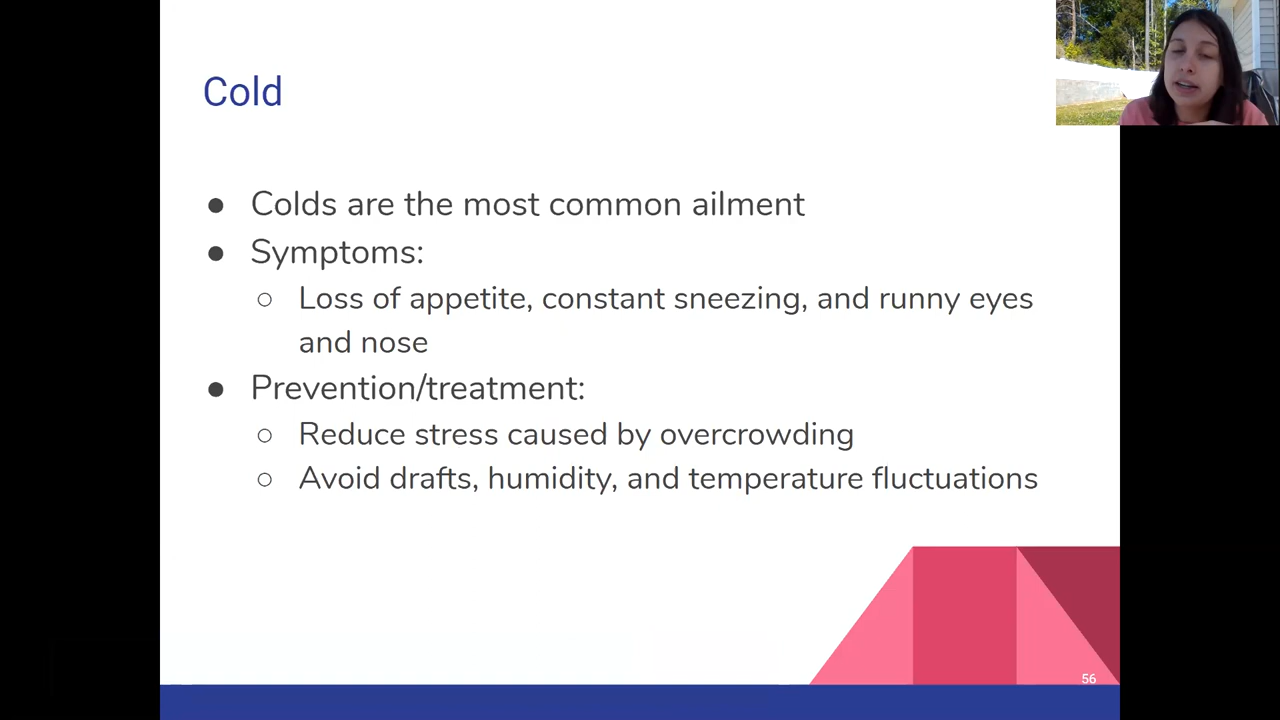 Cold
● Colds are the most common ailment
● Symptoms:
○ Loss of appetite, constant sneezing, and runny eyes
and nose
● Prevention/treatment:
○ Reduce stress caused by overcrowding
○ Avoid drafts, humidity, and temperature fluctuations
56